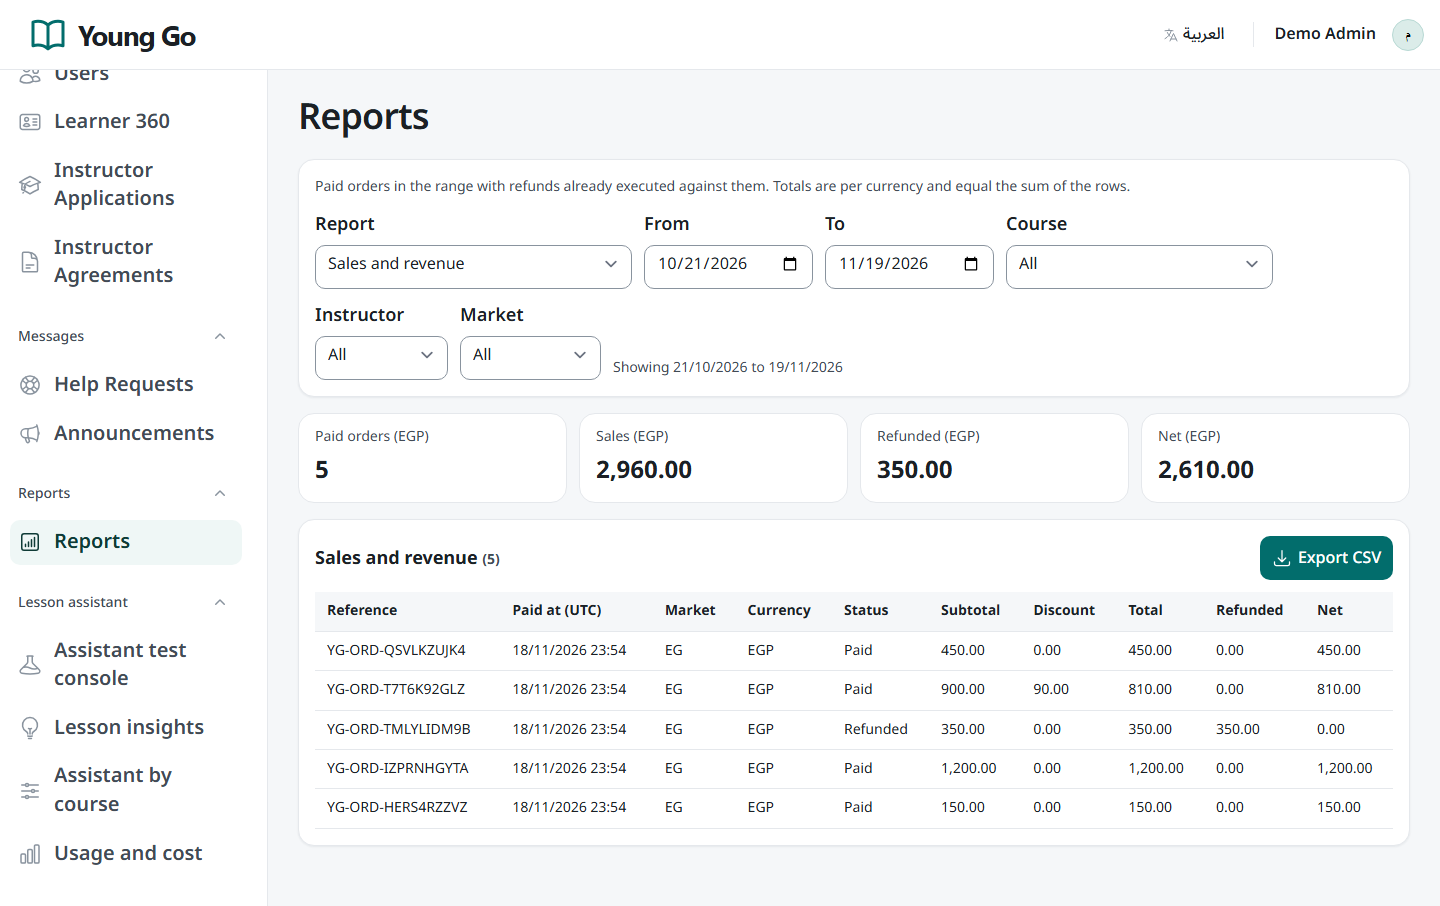 Young Go
العربية
Demo Admin
م
Users
Learner 360
Instructor
Applications
Instructor
Agreements
Messages
Help Requests
Announcements
Reports
Reports
Lesson assistant
Assistant test
console
Lesson insights
Assistant by
course
Usage and cost
Reports
Paid orders in the range with refunds already executed against them. Totals are per currency and equal the sum of the rows.
Report From To Course
Sales and revenue 10/21/2026 11/19/2026 All
Instructor Market
All All Showing 21/10/2026 to 19/11/2026
Paid orders (EGP) Sales (EGP) Refunded (EGP) Net (EGP)
5 2,960.00 350.00 2,610.00
Sales and revenue (5) Export CSV
Reference Paid at (UTC) Market Currency Status Subtotal Discount Total Refunded Net
YG-ORD-QSVLKZUJK4 18/11/2026 23:54 EG EGP Paid 450.00 0.00 450.00 0.00 450.00
YG-ORD-T7T6K92GLZ 18/11/2026 23:54 EG EGP Paid 900.00 90.00 810.00 0.00 810.00
YG-ORD-TMLYLIDM9B 18/11/2026 23:54 EG EGP Refunded 350.00 0.00 350.00 350.00 0.00
YG-ORD-IZPRNHGYTA 18/11/2026 23:54 EG EGP Paid 1,200.00 0.00 1,200.00 0.00 1,200.00
YG-ORD-HERS4RZZVZ 18/11/2026 23:54 EG EGP Paid 150.00 0.00 150.00 0.00 150.00